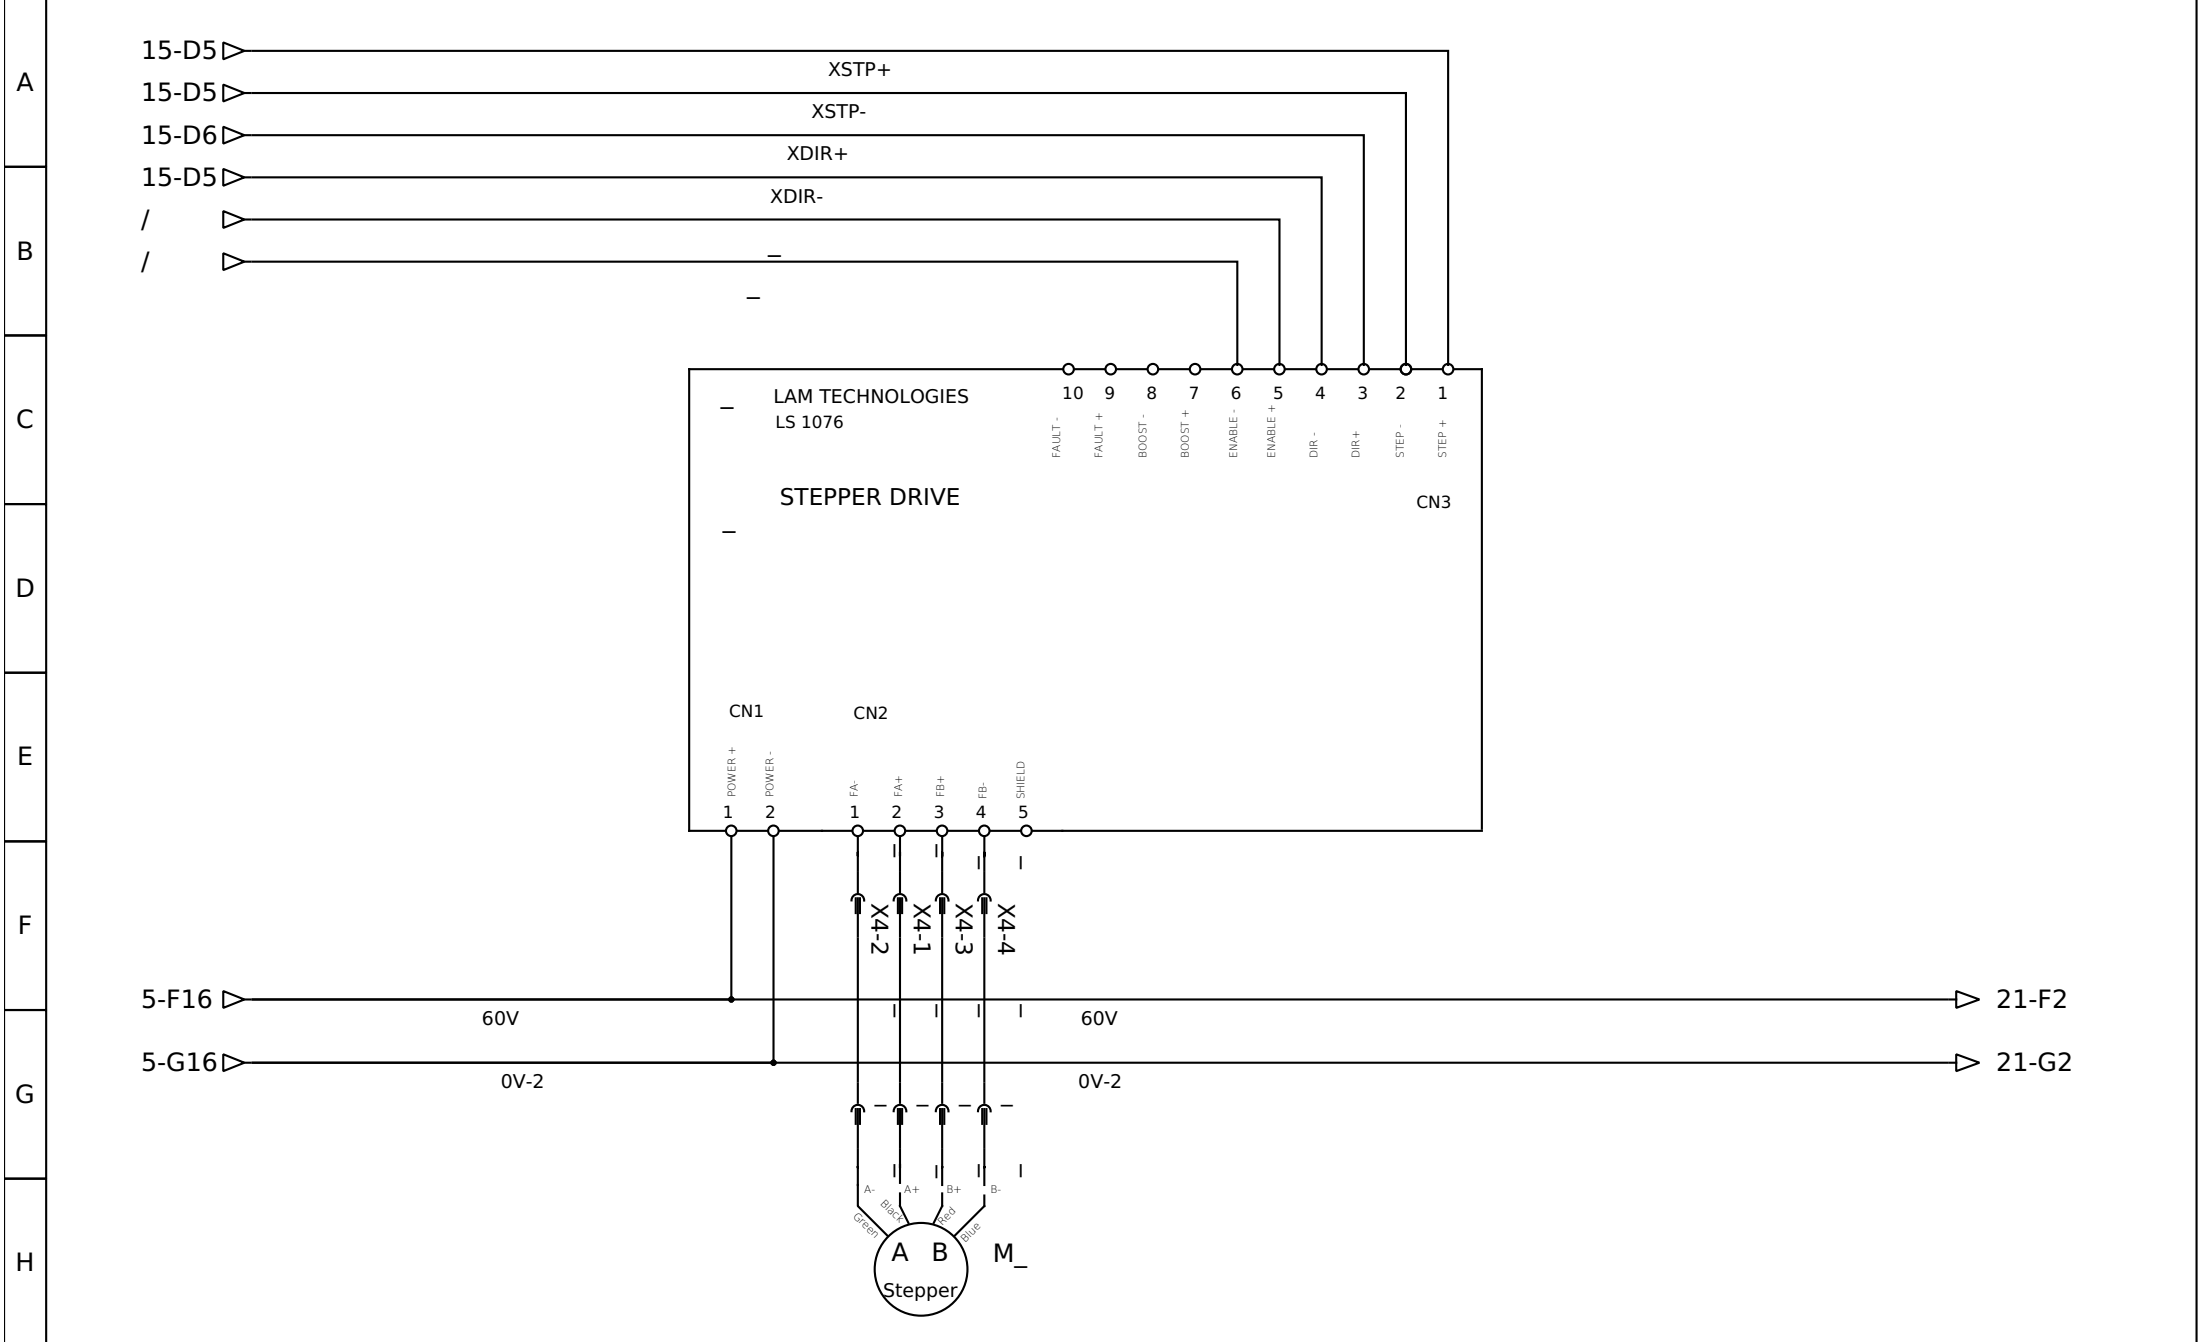 A
B
C
D
E
F
G
H
15-D5
XSTP+
15-D5
XSTP-
15-D6
XDIR+
15-D5
XDIR-
/
_
/
_
10 9 8 7 6 5 4 3 2 1
FAULT -
FAULT +
BOOST -
BOOST +
ENABLE -
ENABLE +
DIR -
DIR+
STEP -
STEP +
_
LAM TECHNOLOGIES
LS 1076
STEPPER DRIVE
CN3
_
CN1
CN2
POWER +
POWER -
FA-
FA+
FB+
FB-
SHIELD
1 2 1 2 3 4 5
_ _ _ _
X4-2
X4-1
X4-3
X4-4
5-F16
60V
60V
21-F2
_ _ _ _
5-G16
0V-2
0V-2
21-G2
_ _ _ _
_ _ _ _
A- A+ B+ B-
Green
Black
Red
Blue
A B
M_
Stepper